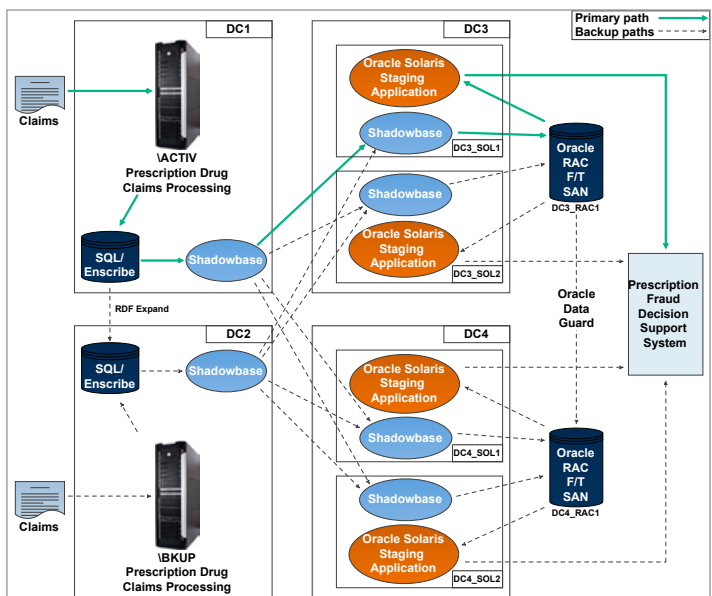 Primary path
Backup paths
DC1
Claims
\ACTIV
Prescription Drug
Claims Processing
SQL/
Enscribe
Shadowbase
RDF Expand
DC2
SQL/
Enscribe
Shadowbase
Claims
\BKUP
Prescription Drug
Claims Processing
DC3
Oracle Solaris
Staging
Application
Shadowbase
DC3_SOL1
Shadowbase
Oracle Solaris
Staging
Application
DC3_SOL2
Oracle
RAC
F/T
SAN
DC3_RAC1
Oracle
Data
Guard
DC4
Oracle Solaris
Staging
Application
Shadowbase
DC4_SOL1
Shadowbase
Oracle Solaris
Staging
Application
DC4_SOL2
Oracle
RAC
F/T
SAN
DC4_RAC1
Prescription
Fraud
Decision
Support
System